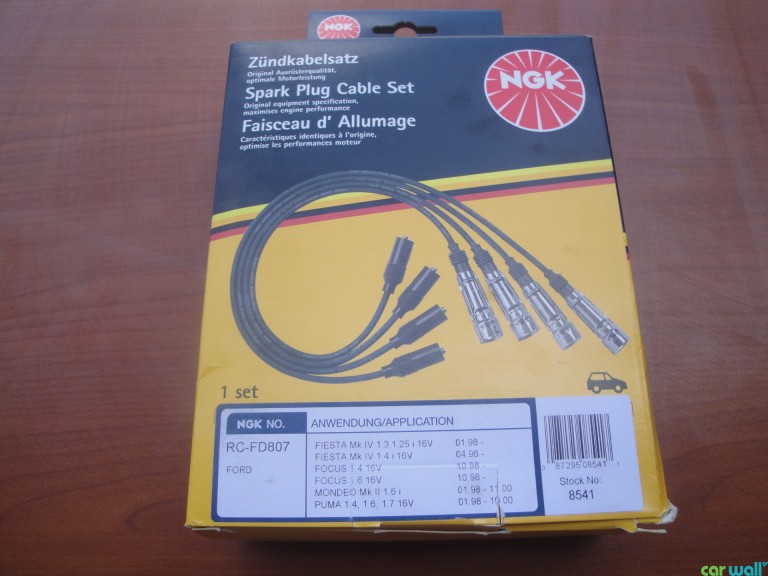 NGK
Zündkabelsatz
Original Ausrüsterqualität,
optimale Motorleistung
Spark Plug Cable Set
Original equipment specification,
maximises engine performance
Faisceau d' Allumage
Caractéristiques identiques à l'origine,
optimise les performances moteur
NGK
1 set
NGK NO. ANWENDUNG/APPLICATION
RC-FD807
FORD
FIESTA Mk IV 1.3 1.25 i 16V 01.98 -
FIESTA Mk IV 1.4 i 16V 04.96 -
FOCUS 1.4 16V 10.98 -
FOCUS 1.6 16V 10.98 -
MONDEO Mk II 1.6 i 01.98 - 11.00
PUMA 1.4, 1.6, 1.7 16V 01.98 - 10.00
0 87295 08541 7
Stock No:
8541
car wall